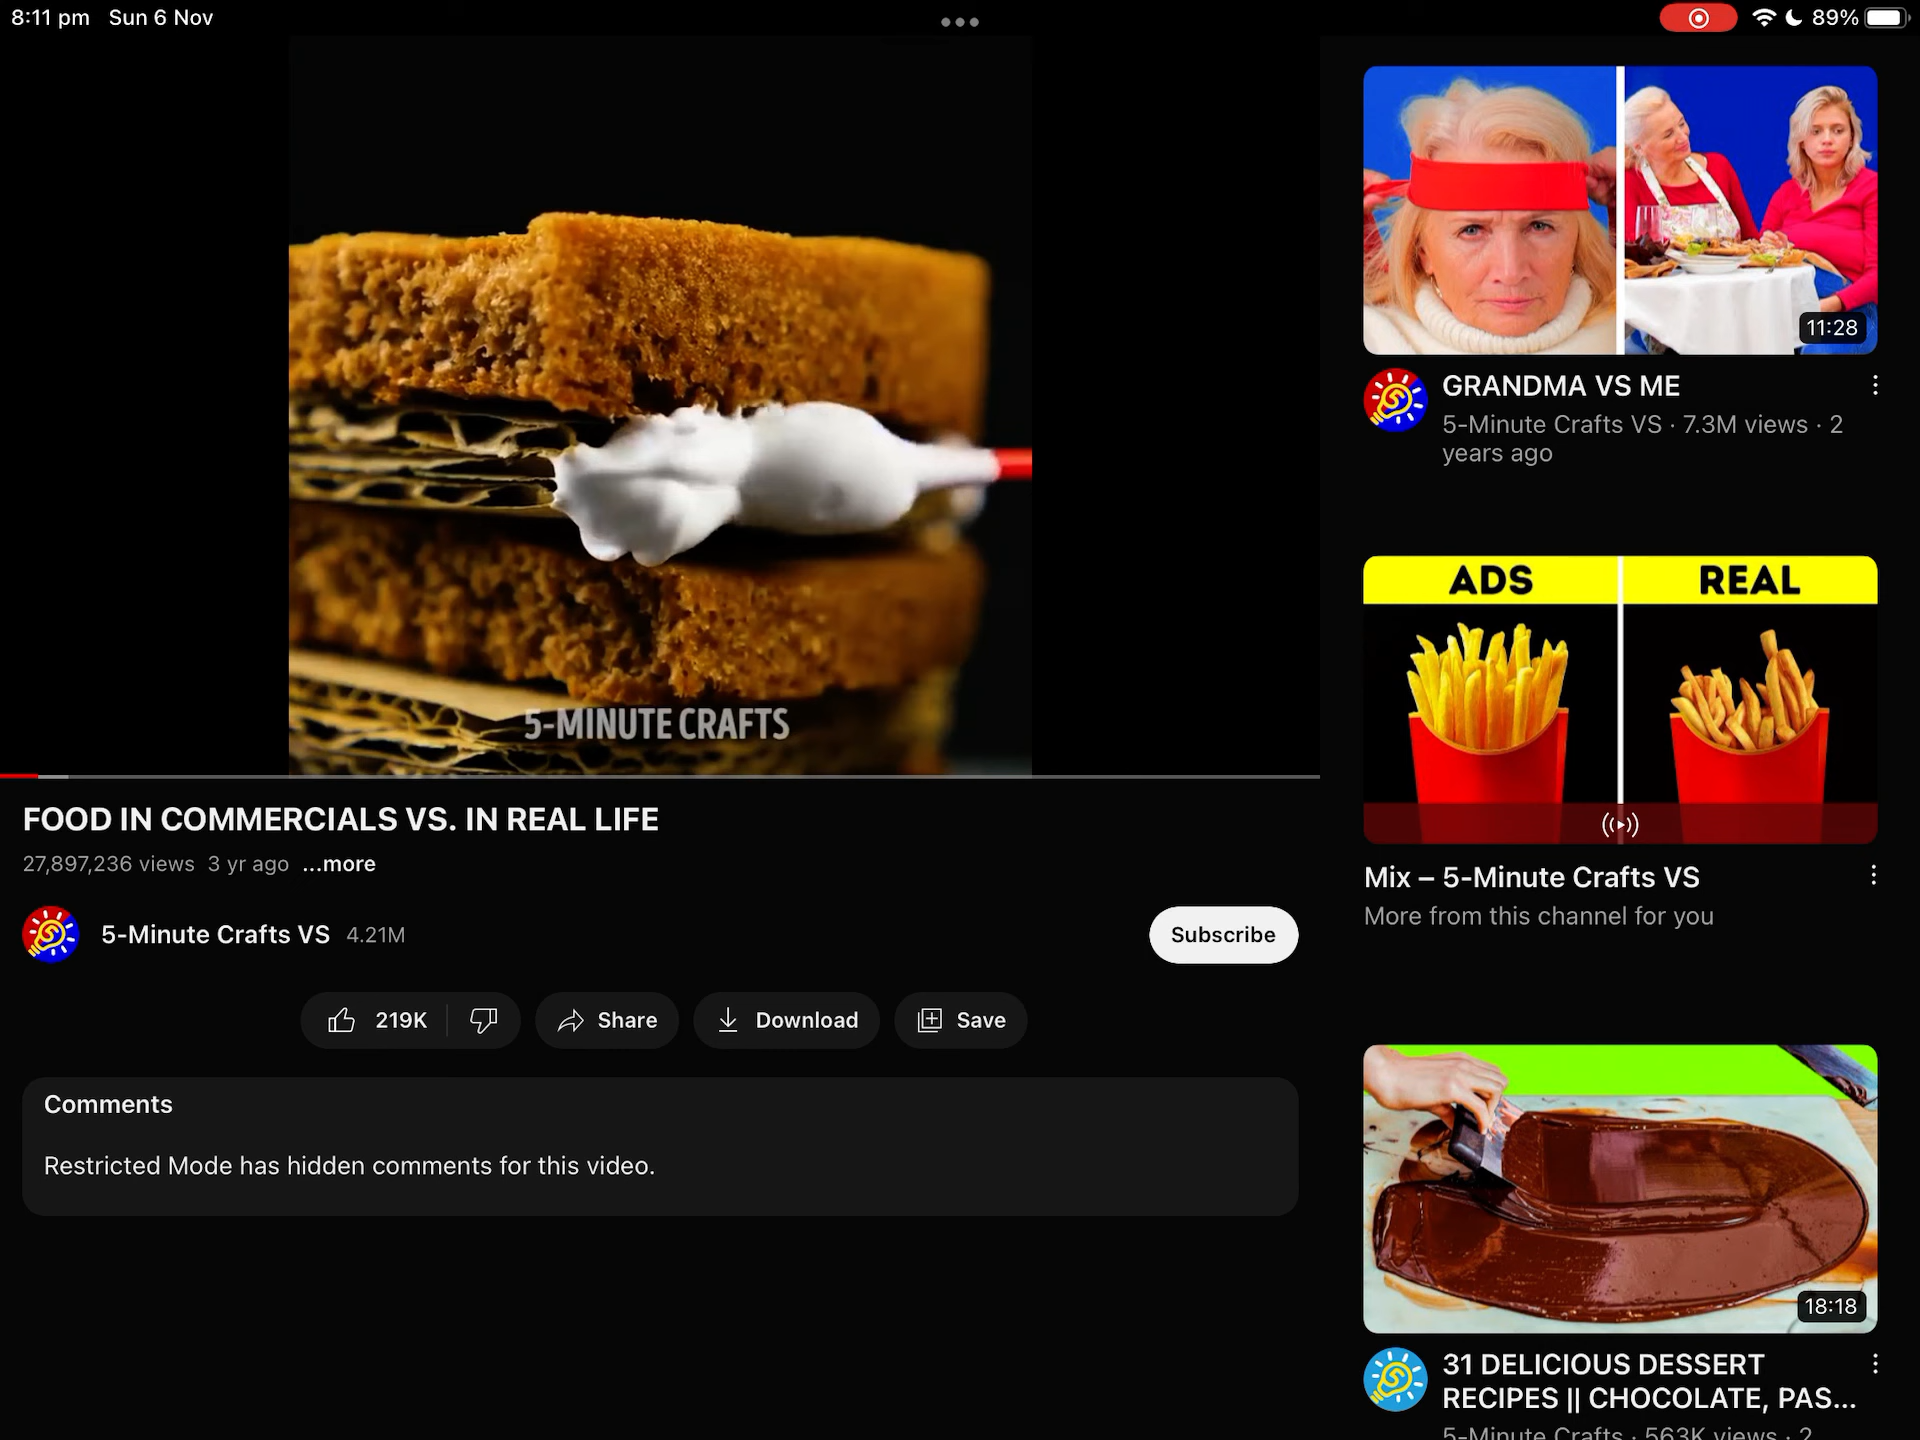 8:11 pm Sun 6 Nov
89%
5-MINUTE CRAFTS
FOOD IN COMMERCIALS VS. IN REAL LIFE
27,897,236 views 3 yr ago ...more
5-Minute Crafts VS 4.21M
Subscribe
219K
Share
Download
Save
Comments
Restricted Mode has hidden comments for this video.
11:28
GRANDMA VS ME
5-Minute Crafts VS · 7.3M views · 2
years ago
ADS
REAL
Mix – 5-Minute Crafts VS
More from this channel for you
18:18
31 DELICIOUS DESSERT
RECIPES || CHOCOLATE, PAS...
5-Minute Crafts · 563K views · 2